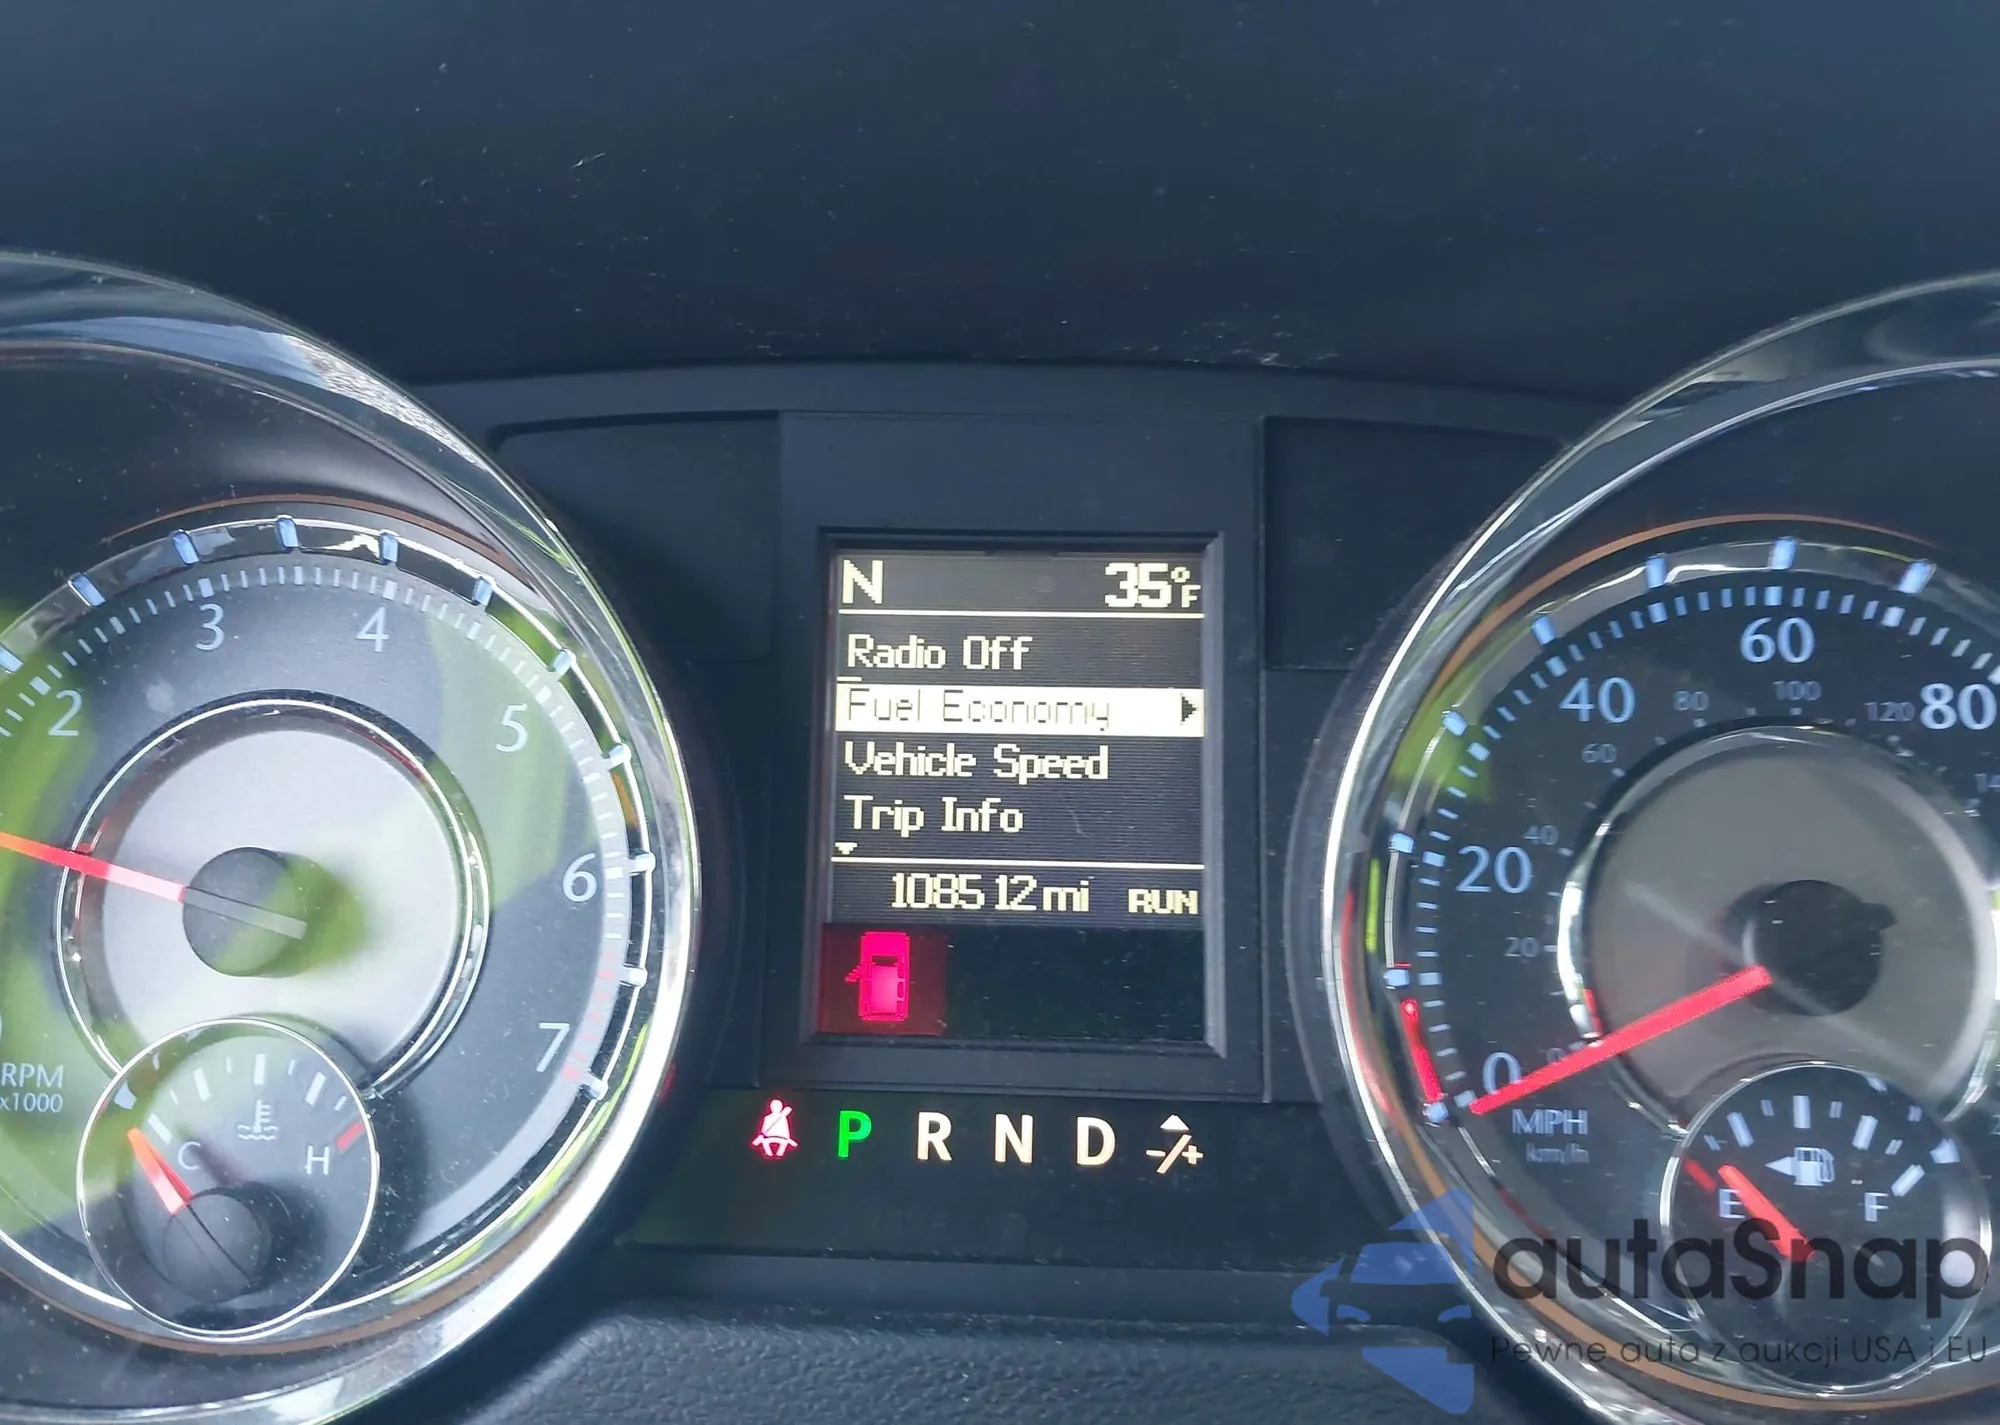 N 35°F
Radio Off
Fuel Economy
Vehicle Speed
Trip Info
108512 mi RUN
P R N D -/+
2 3 4 5 6 7
RPM
x1000
C H
0 20 40 60 80
20 40 60 80 100 120
MPH
km/h
E F
autaSnap
Pewne auta z aukcji USA i EU